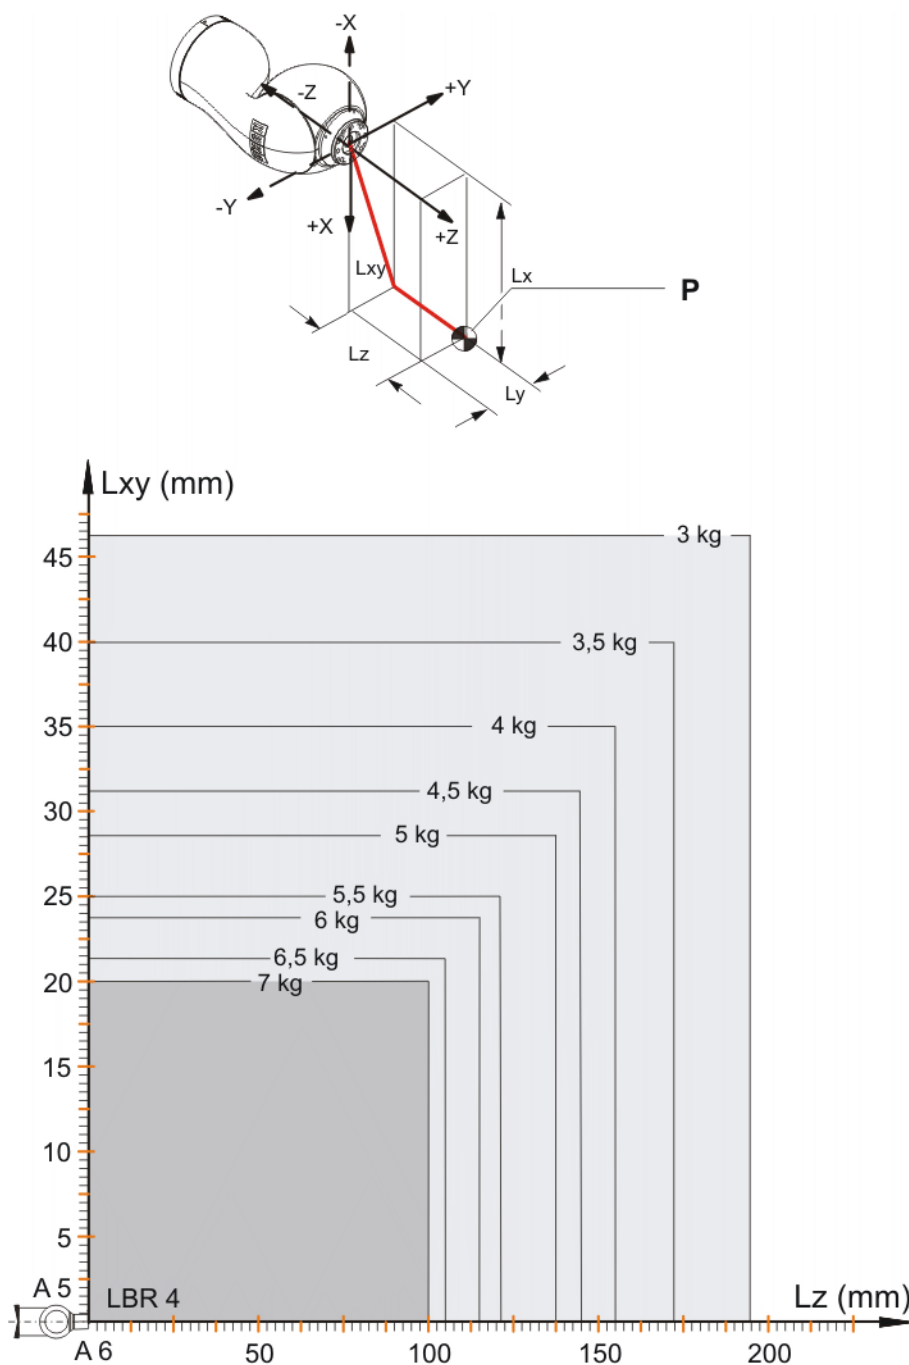 -X
-Z
+Y
-Y
+X
+Z
Lxy
Lx
P
Lz
Ly
Lxy (mm)
3 kg
45
3,5 kg
40
4 kg
35
4,5 kg
30
5 kg
5,5 kg
25
6 kg
6,5 kg
7 kg
20
15
10
5
A 5
LBR 4
Lz (mm)
A 6
50
100
150
200